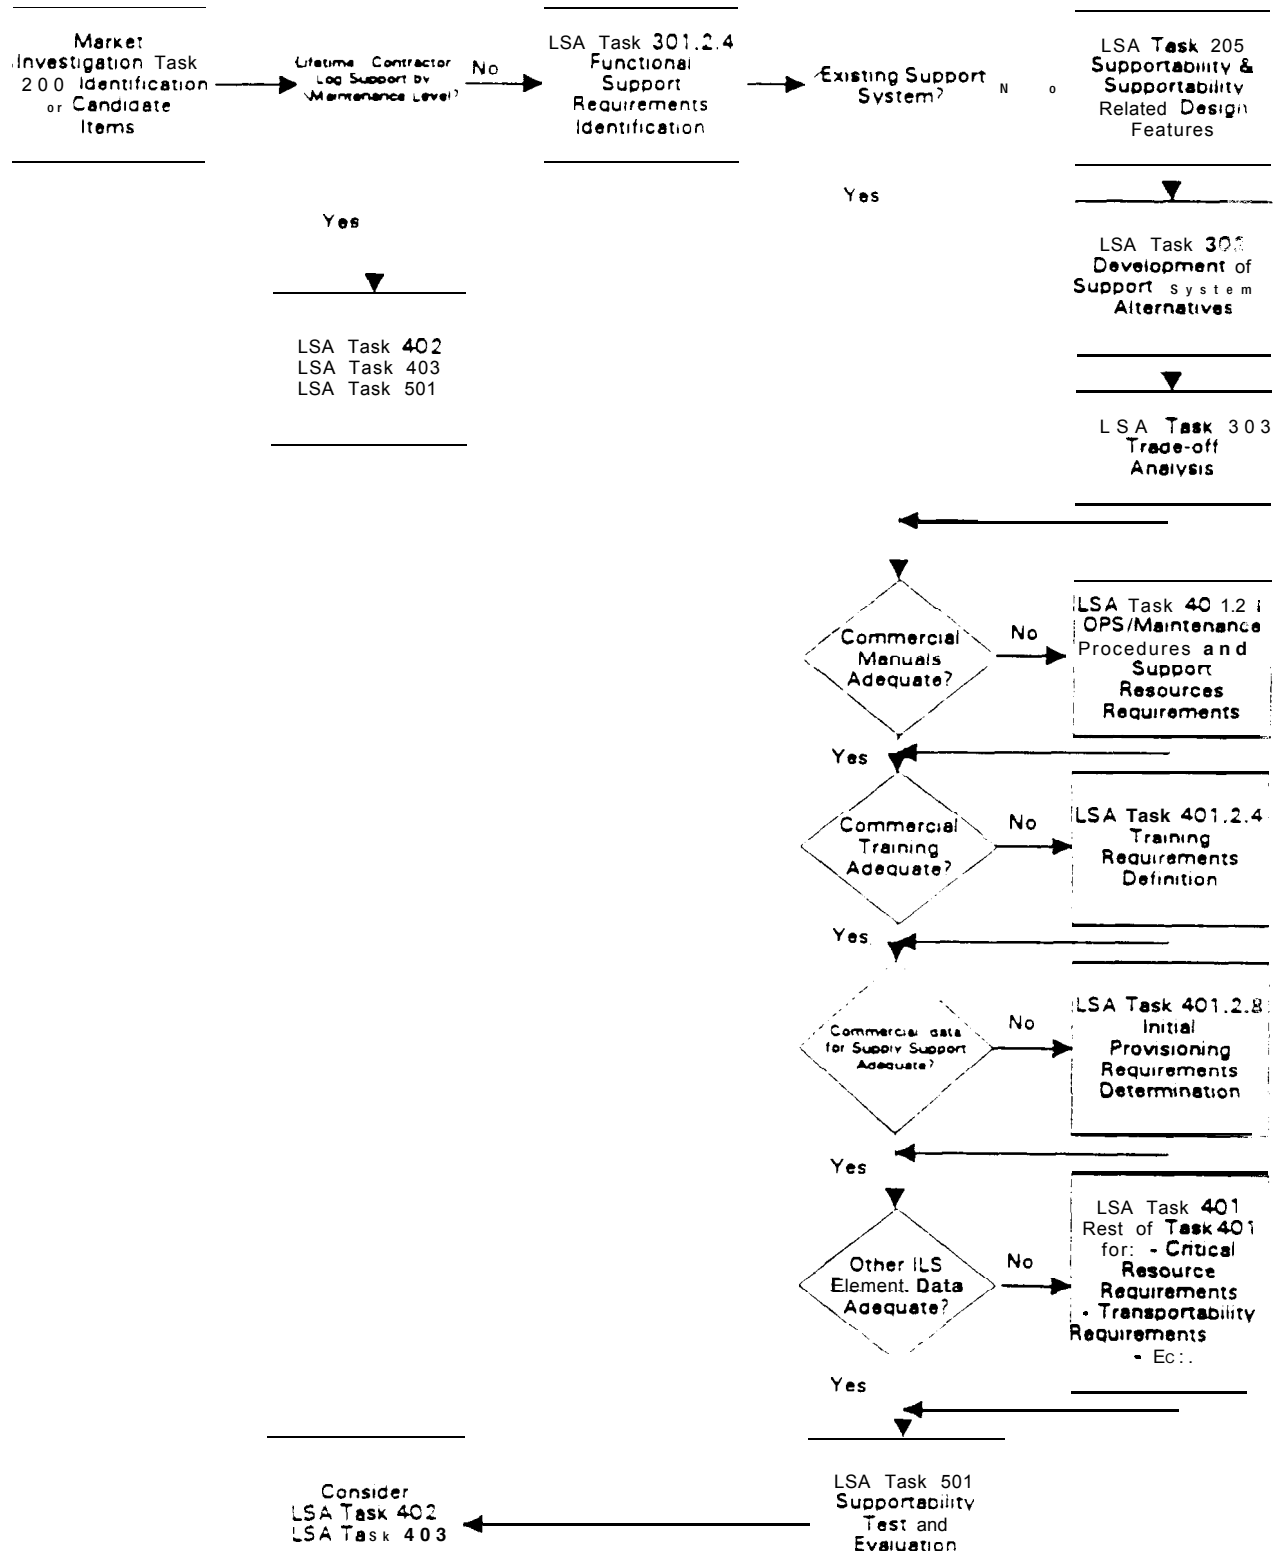 Market
Investigation Task
200 Identification
or Candidate
Items
Lifetime Contractor
Log Support by
Maintenance Level?
No
LSA Task 301.2.4
Functional
Support
Requirements
Identification
Existing Support
System?
No
LSA Task 205
Supportability &
Supportability
Related Design
Features
Yes
Yes
LSA Task 302
Development of
Support System
Alternatives
LSA Task 402
LSA Task 403
LSA Task 501
LSA Task 303
Trade-off
Analysis
Commercial
Manuals
Adequate?
No
LSA Task 401.2.1
OPS/Maintenance
Procedures and
Support
Resources
Requirements
Yes
Commercial
Training
Adequate?
No
LSA Task 401.2.4
Training
Requirements
Definition
Yes
Commercial data
for Supply Support
Adequate?
No
LSA Task 401.2.8
Initial
Provisioning
Requirements
Determination
Yes
Other ILS
Element Data
Adequate?
No
LSA Task 401
Rest of Task 401
for: - Critical
Resource
Requirements
- Transportability
Requirements
- Ec:.
Yes
Consider
LSA Task 402
LSA Task 403
LSA Task 501
Supportability
Test and
Evaluation